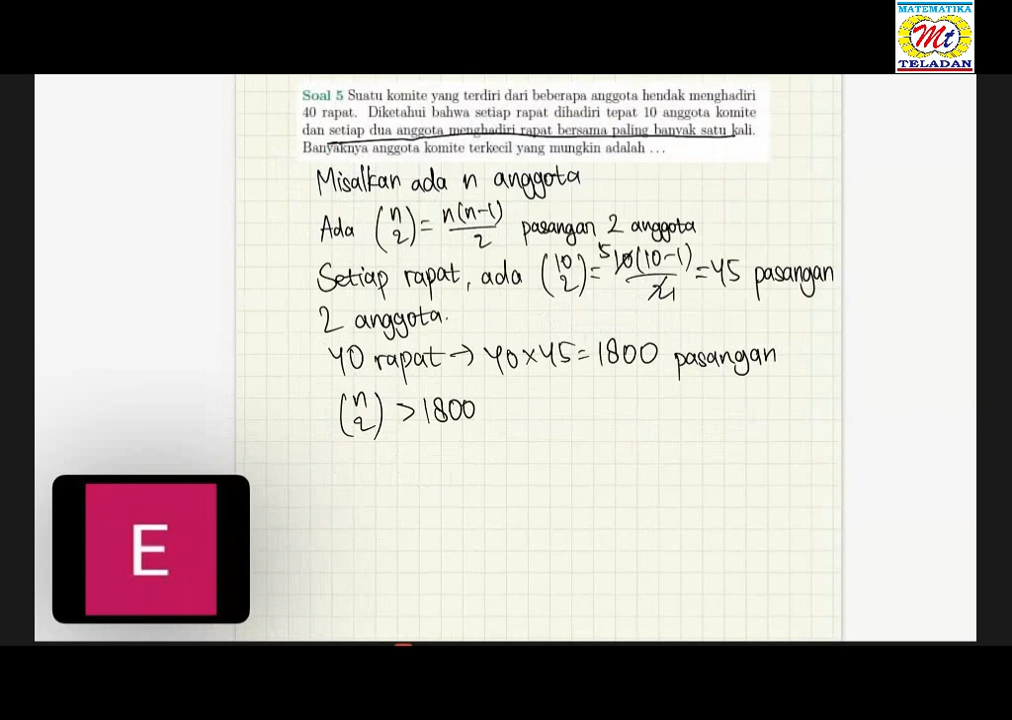 MATEMATIKA
Mt
TELADAN
Soal 5 Suatu komite yang terdiri dari beberapa anggota hendak menghadiri
40 rapat. Diketahui bahwa setiap rapat dihadiri tepat 10 anggota komite
dan setiap dua anggota menghadiri rapat bersama paling banyak satu kali.
Banyaknya anggota komite terkecil yang mungkin adalah ...
Misalkan ada n anggota
Ada (n 2) = n(n-1)/2 pasangan 2 anggota
Setiap rapat, ada (10 2) = 5 10(10-1)/2 1 = 45 pasangan
2 anggota.
40 rapat → 40 × 45 = 1800 pasangan
(n 2) > 1800
E